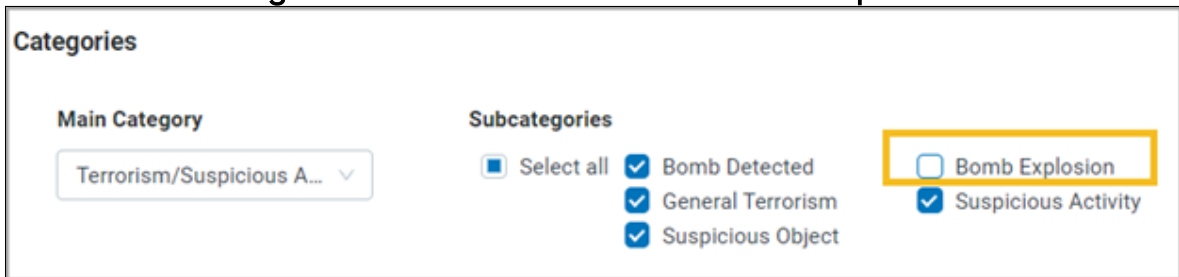 Categories
Main Category
Subcategories
Terrorism/Suspicious A...
Select all
Bomb Detected
Bomb Explosion
General Terrorism
Suspicious Activity
Suspicious Object